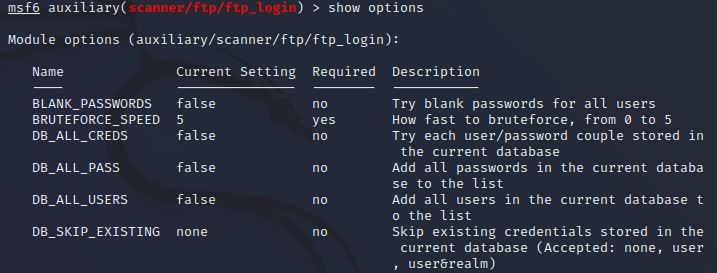 msf6 auxiliary(scanner/ftp/ftp_login) > show options
Module options (auxiliary/scanner/ftp/ftp_login):
Name Current Setting Required Description
BLANK_PASSWORDS false no Try blank passwords for all users
BRUTEFORCE_SPEED 5 yes How fast to bruteforce, from 0 to 5
DB_ALL_CREDS false no Try each user/password couple stored in
the current database
DB_ALL_PASS false no Add all passwords in the current databa
se to the list
DB_ALL_USERS false no Add all users in the current database t
o the list
DB_SKIP_EXISTING none no Skip existing credentials stored in the
current database (Accepted: none, user
, user&realm)